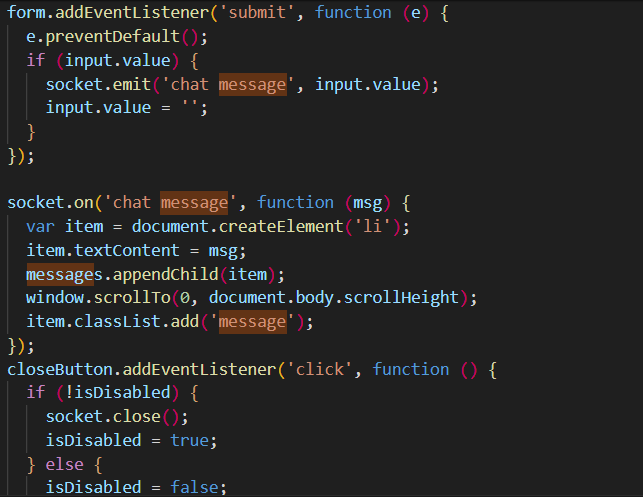 form.addEventListener('submit', function (e) {
  e.preventDefault();
  if (input.value) {
    socket.emit('chat message', input.value);
    input.value = '';
  }
});

socket.on('chat message', function (msg) {
  var item = document.createElement('li');
  item.textContent = msg;
  messages.appendChild(item);
  window.scrollTo(0, document.body.scrollHeight);
  item.classList.add('message');
});
closeButton.addEventListener('click', function () {
  if (!isDisabled) {
    socket.close();
    isDisabled = true;
  } else {
    isDisabled = false;